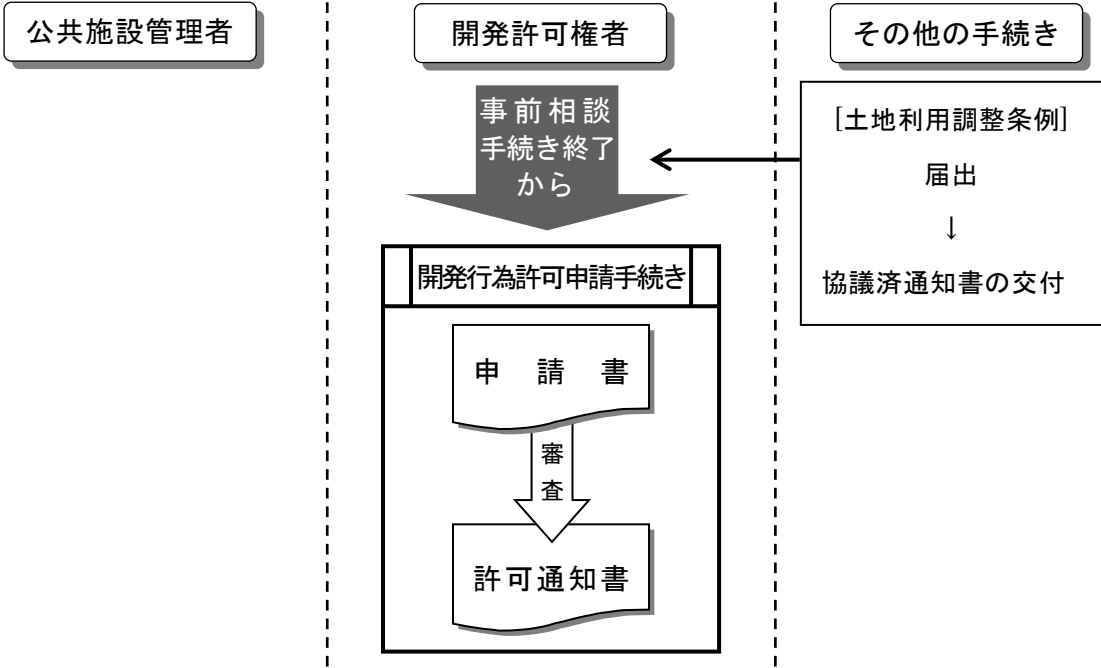 公共施設管理者
開発許可権者
その他の手続き
事前相談
手続き終了
から
[土地利用調整条例]
届出
↓
協議済通知書の交付
開発行為許可申請手続き
申請書
審
査
許可通知書